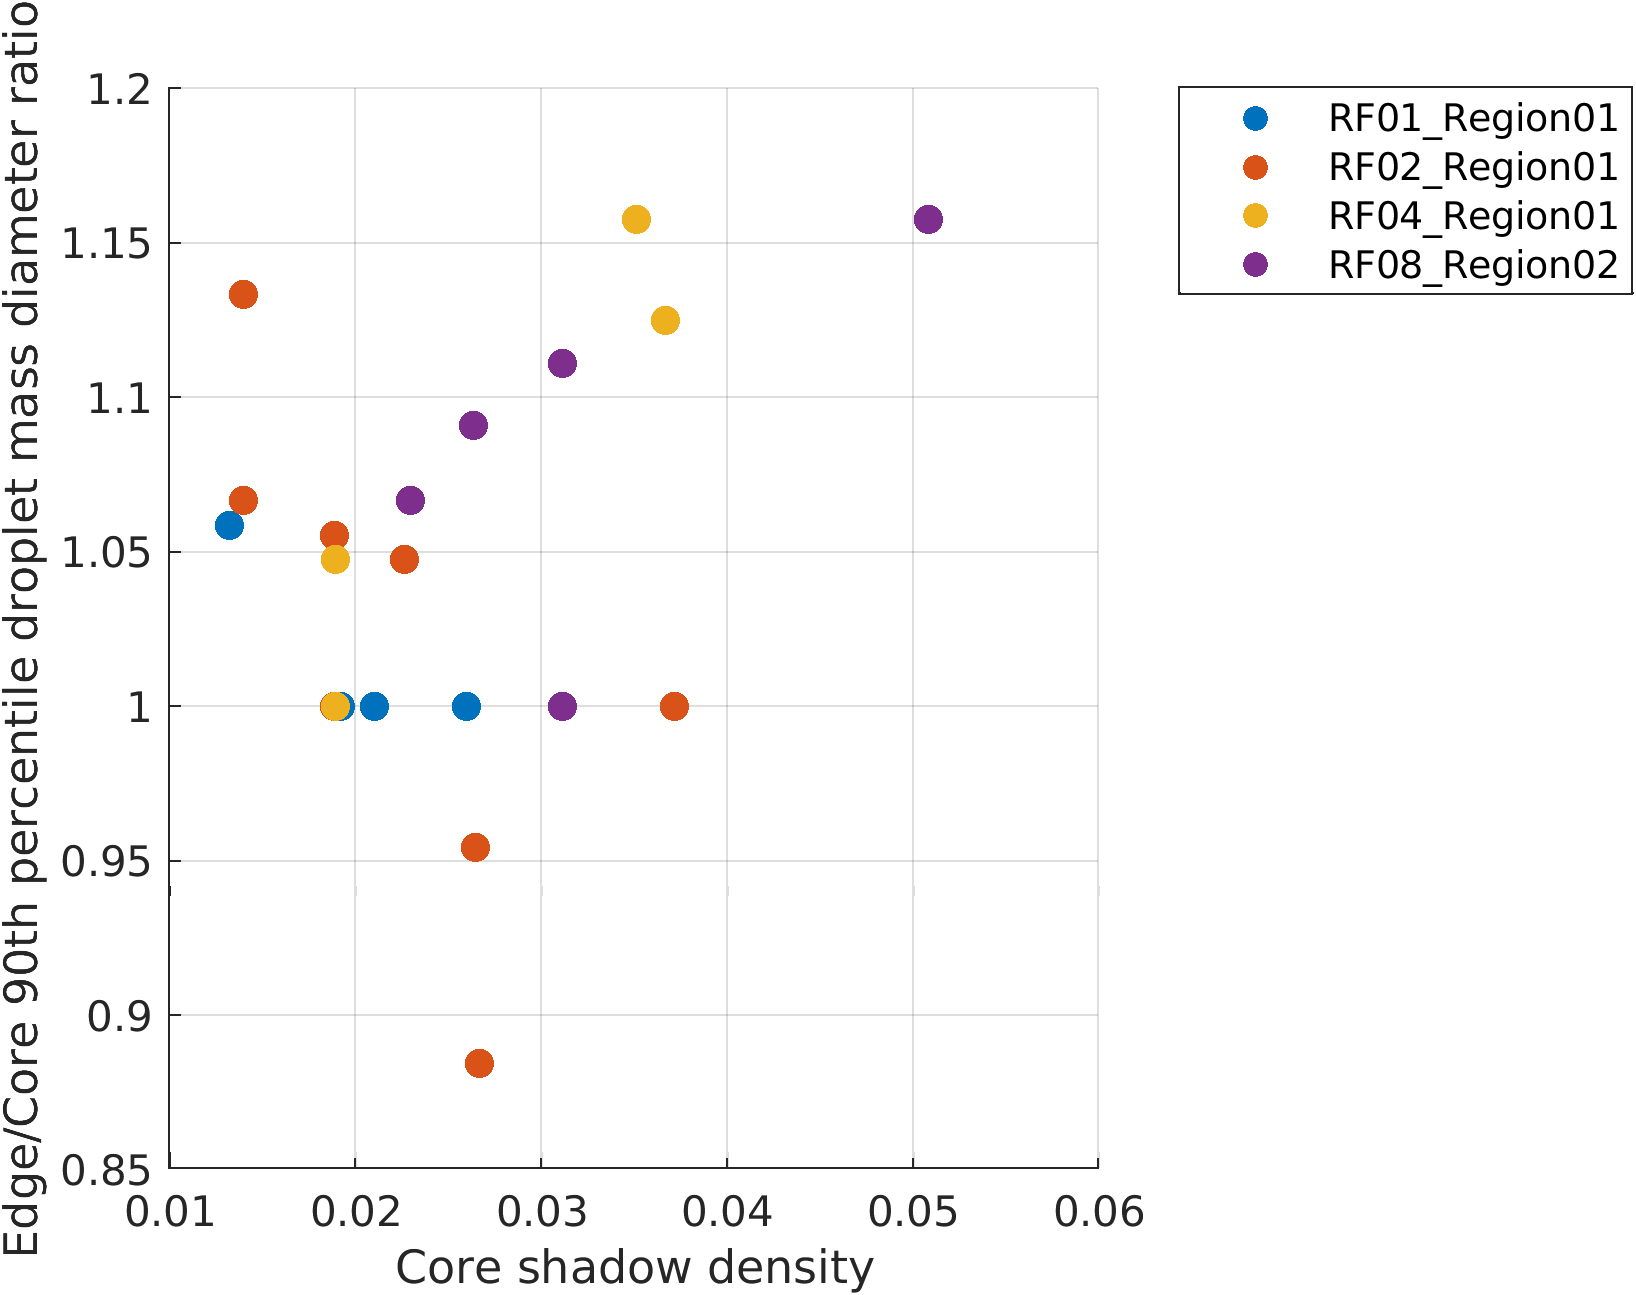 Edge/Core 90th percentile droplet mass diameter ratio
1.2
1.15
1.1
1.05
1
0.95
0.9
0.85
0.01 0.02 0.03 0.04 0.05 0.06
Core shadow density
RF01_Region01
RF02_Region01
RF04_Region01
RF08_Region02